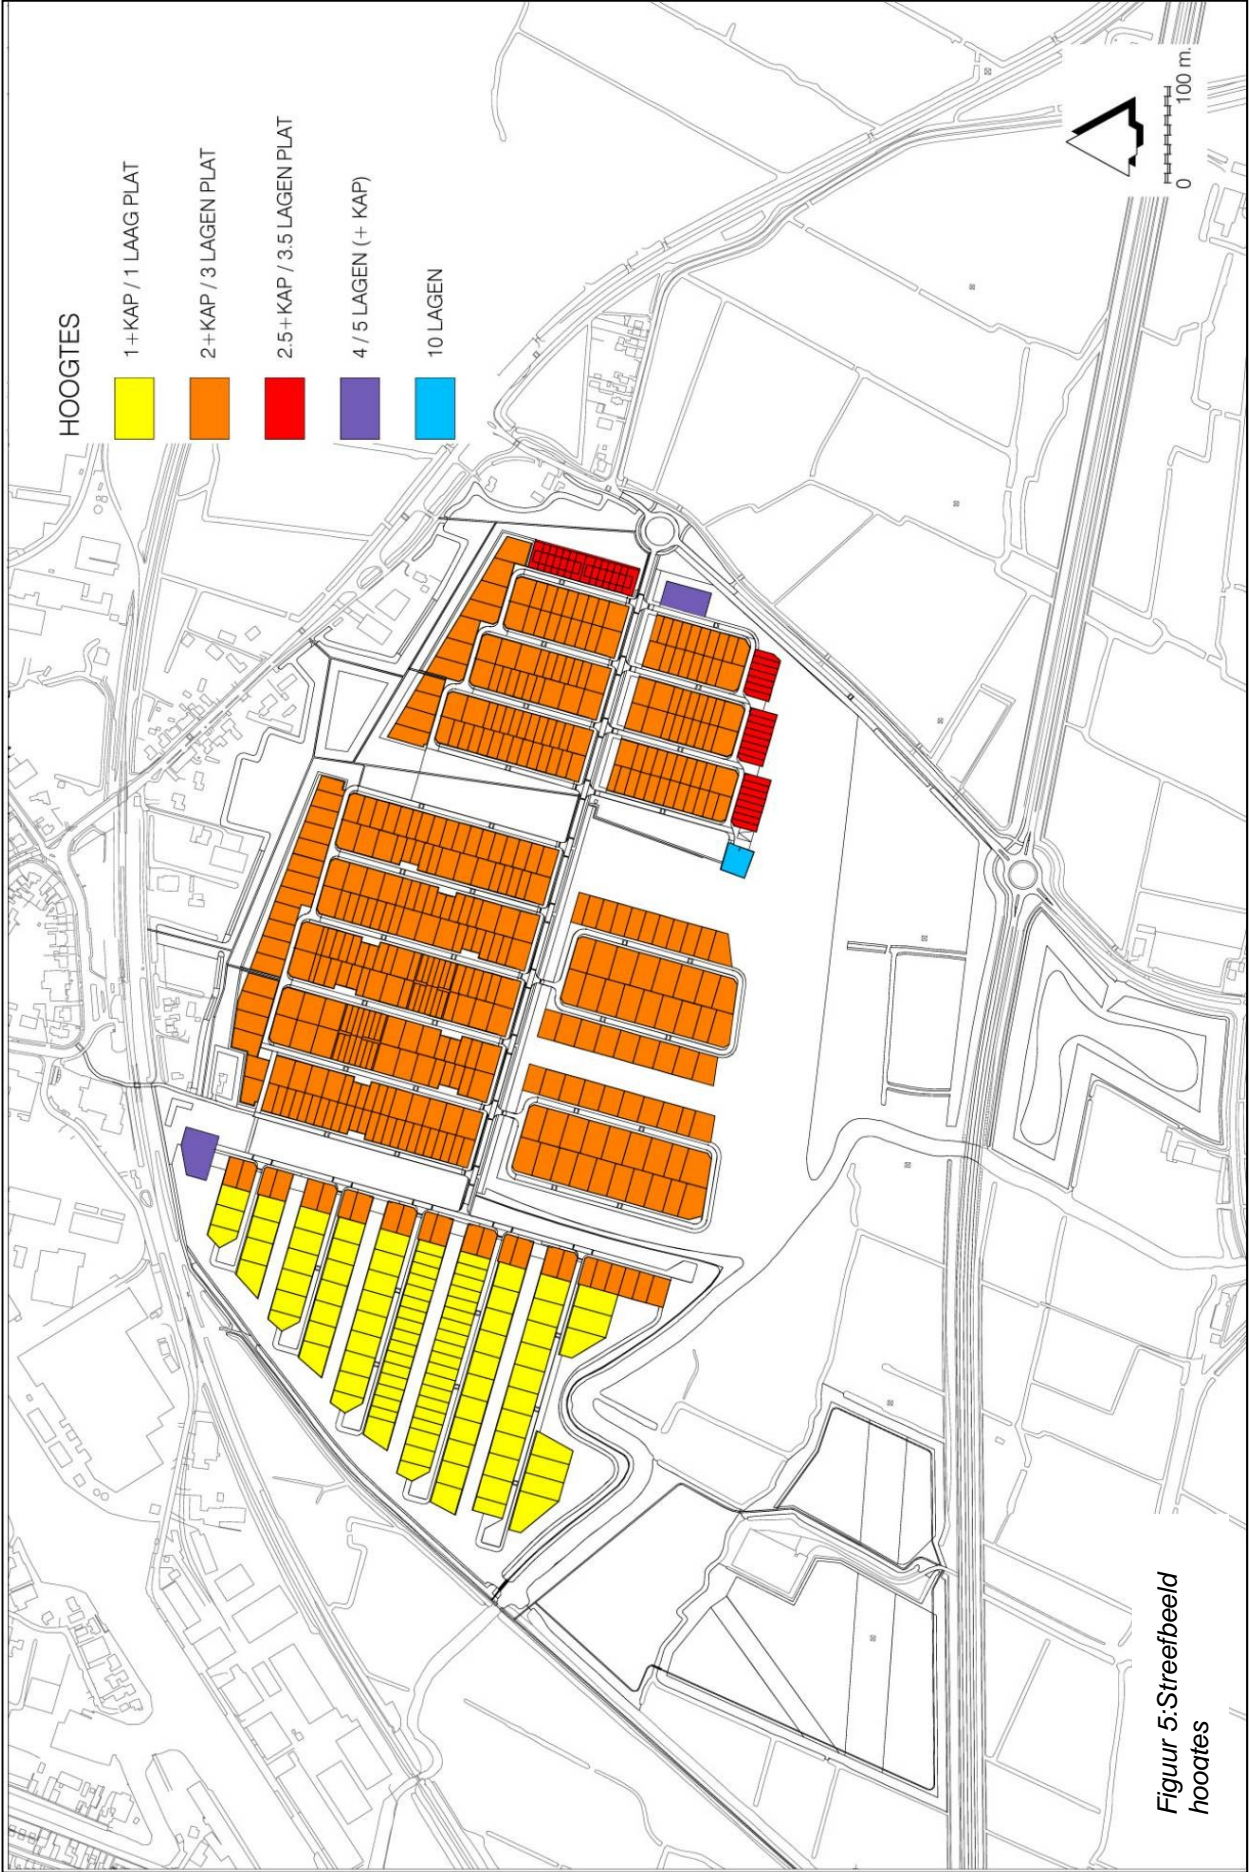 HOOGTES
1+KAP / 1 LAAG PLAT
2+KAP / 3 LAGEN PLAT
2.5+KAP / 3.5 LAGEN PLAT
4 / 5 LAGEN (+ KAP)
10 LAGEN
0 100 m.
Figuur 5:Streefbeeld
hoogtes